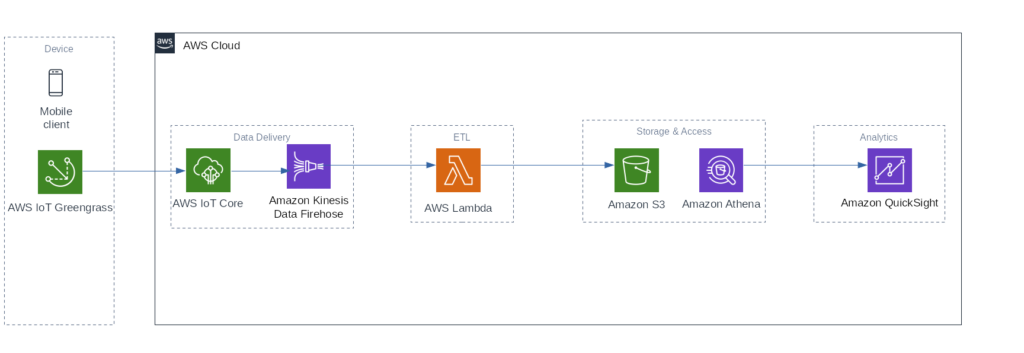 Device
aws
AWS Cloud
Mobile
client
AWS IoT Greengrass
Data Delivery
AWS IoT Core
Amazon Kinesis
Data Firehose
ETL
AWS Lambda
Storage & Access
Amazon S3
Amazon Athena
Analytics
Amazon QuickSight